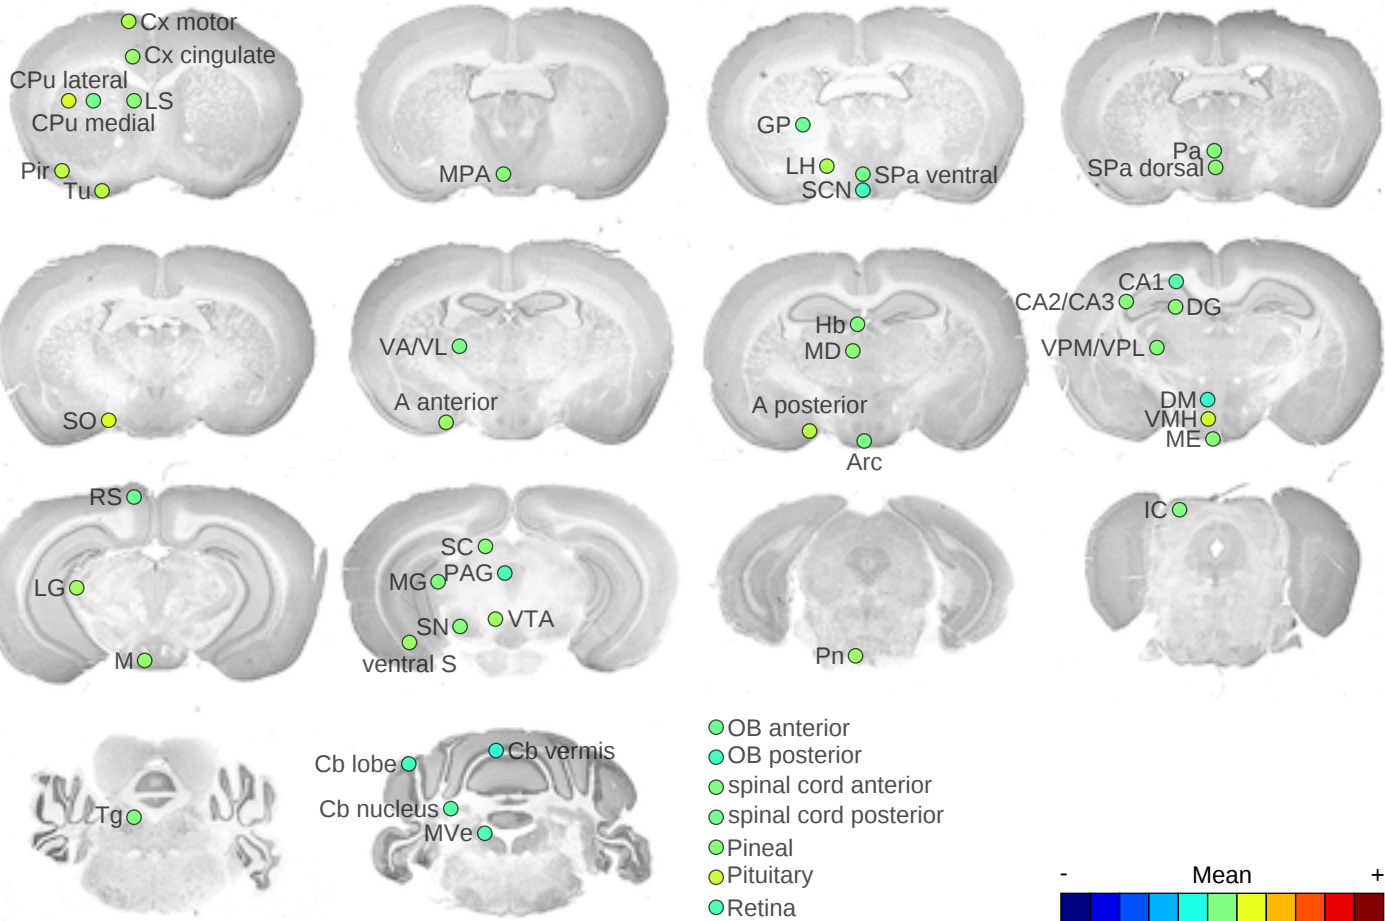 Cx motor
Cx cingulate
CPu lateral
LS
CPu medial
Pir
Tu
MPA
GP
LH
SPa ventral
SCN
Pa
SPa dorsal
SO
VA/VL
A anterior
Hb
MD
A posterior
Arc
CA1
CA2/CA3
DG
VPM/VPL
DM
VMH
ME
RS
LG
M
SC
MG
PAG
SN
VTA
ventral S
Pn
IC
Tg
Cb lobe
Cb vermis
Cb nucleus
MVe
OB anterior
OB posterior
spinal cord anterior
spinal cord posterior
Pineal
Pituitary
Retina
- Mean +